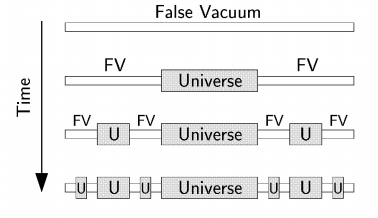 False Vacuum
FV FV
Universe
FV FV FV FV
U Universe U
U U U Universe U U U
Time